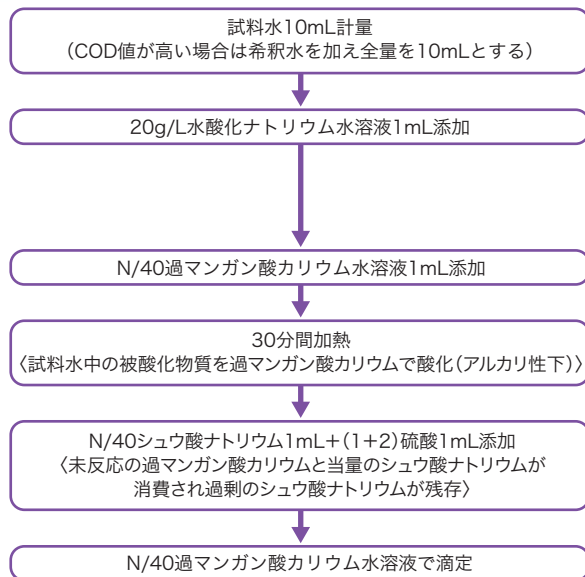 試料水10mL計量
（COD値が高い場合は希釈水を加え全量を10mLとする）
20g/L水酸化ナトリウム水溶液1mL添加
N/40過マンガン酸カリウム水溶液1mL添加
30分間加熱
〈試料水中の被酸化物質を過マンガン酸カリウムで酸化（アルカリ性下）〉
N/40シュウ酸ナトリウム1mL＋（1＋2）硫酸1mL添加
〈未反応の過マンガン酸カリウムと当量のシュウ酸ナトリウムが
消費され過剰のシュウ酸ナトリウムが残存〉
N/40過マンガン酸カリウム水溶液で滴定